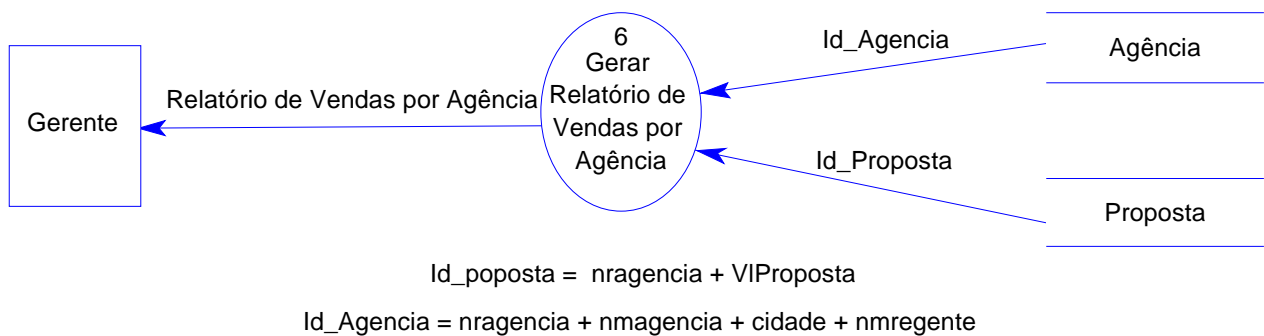 Gerente
Relatório de Vendas por Agência
6
Gerar
Relatório de
Vendas por
Agência
Id_Agencia
Agência
Id_Proposta
Proposta
Id_poposta = nragencia + VlProposta
Id_Agencia = nragencia + nmagencia + cidade + nmregente